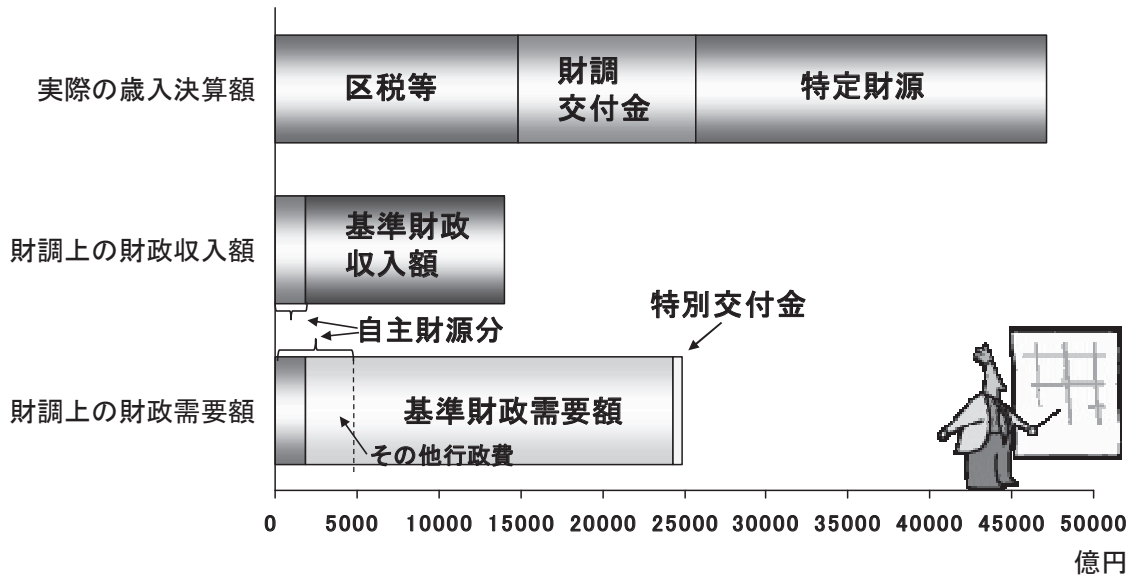 実際の歳入決算額
区税等
財調
交付金
特定財源
財調上の財政収入額
基準財政
収入額
自主財源分
特別交付金
財調上の財政需要額
基準財政需要額
その他行政費
0 5000 10000 15000 20000 25000 30000 35000 40000 45000 50000
億円